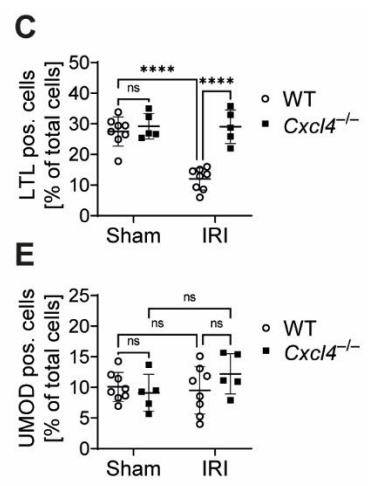 C
LTL pos. cells
[% of total cells]
50
40
30
20
10
0
ns
****
****
Sham
IRI
WT
Cxcl4−/−
E
UMOD pos. cells
[% of total cells]
25
20
15
10
5
0
ns
ns
ns
ns
Sham
IRI
WT
Cxcl4−/−